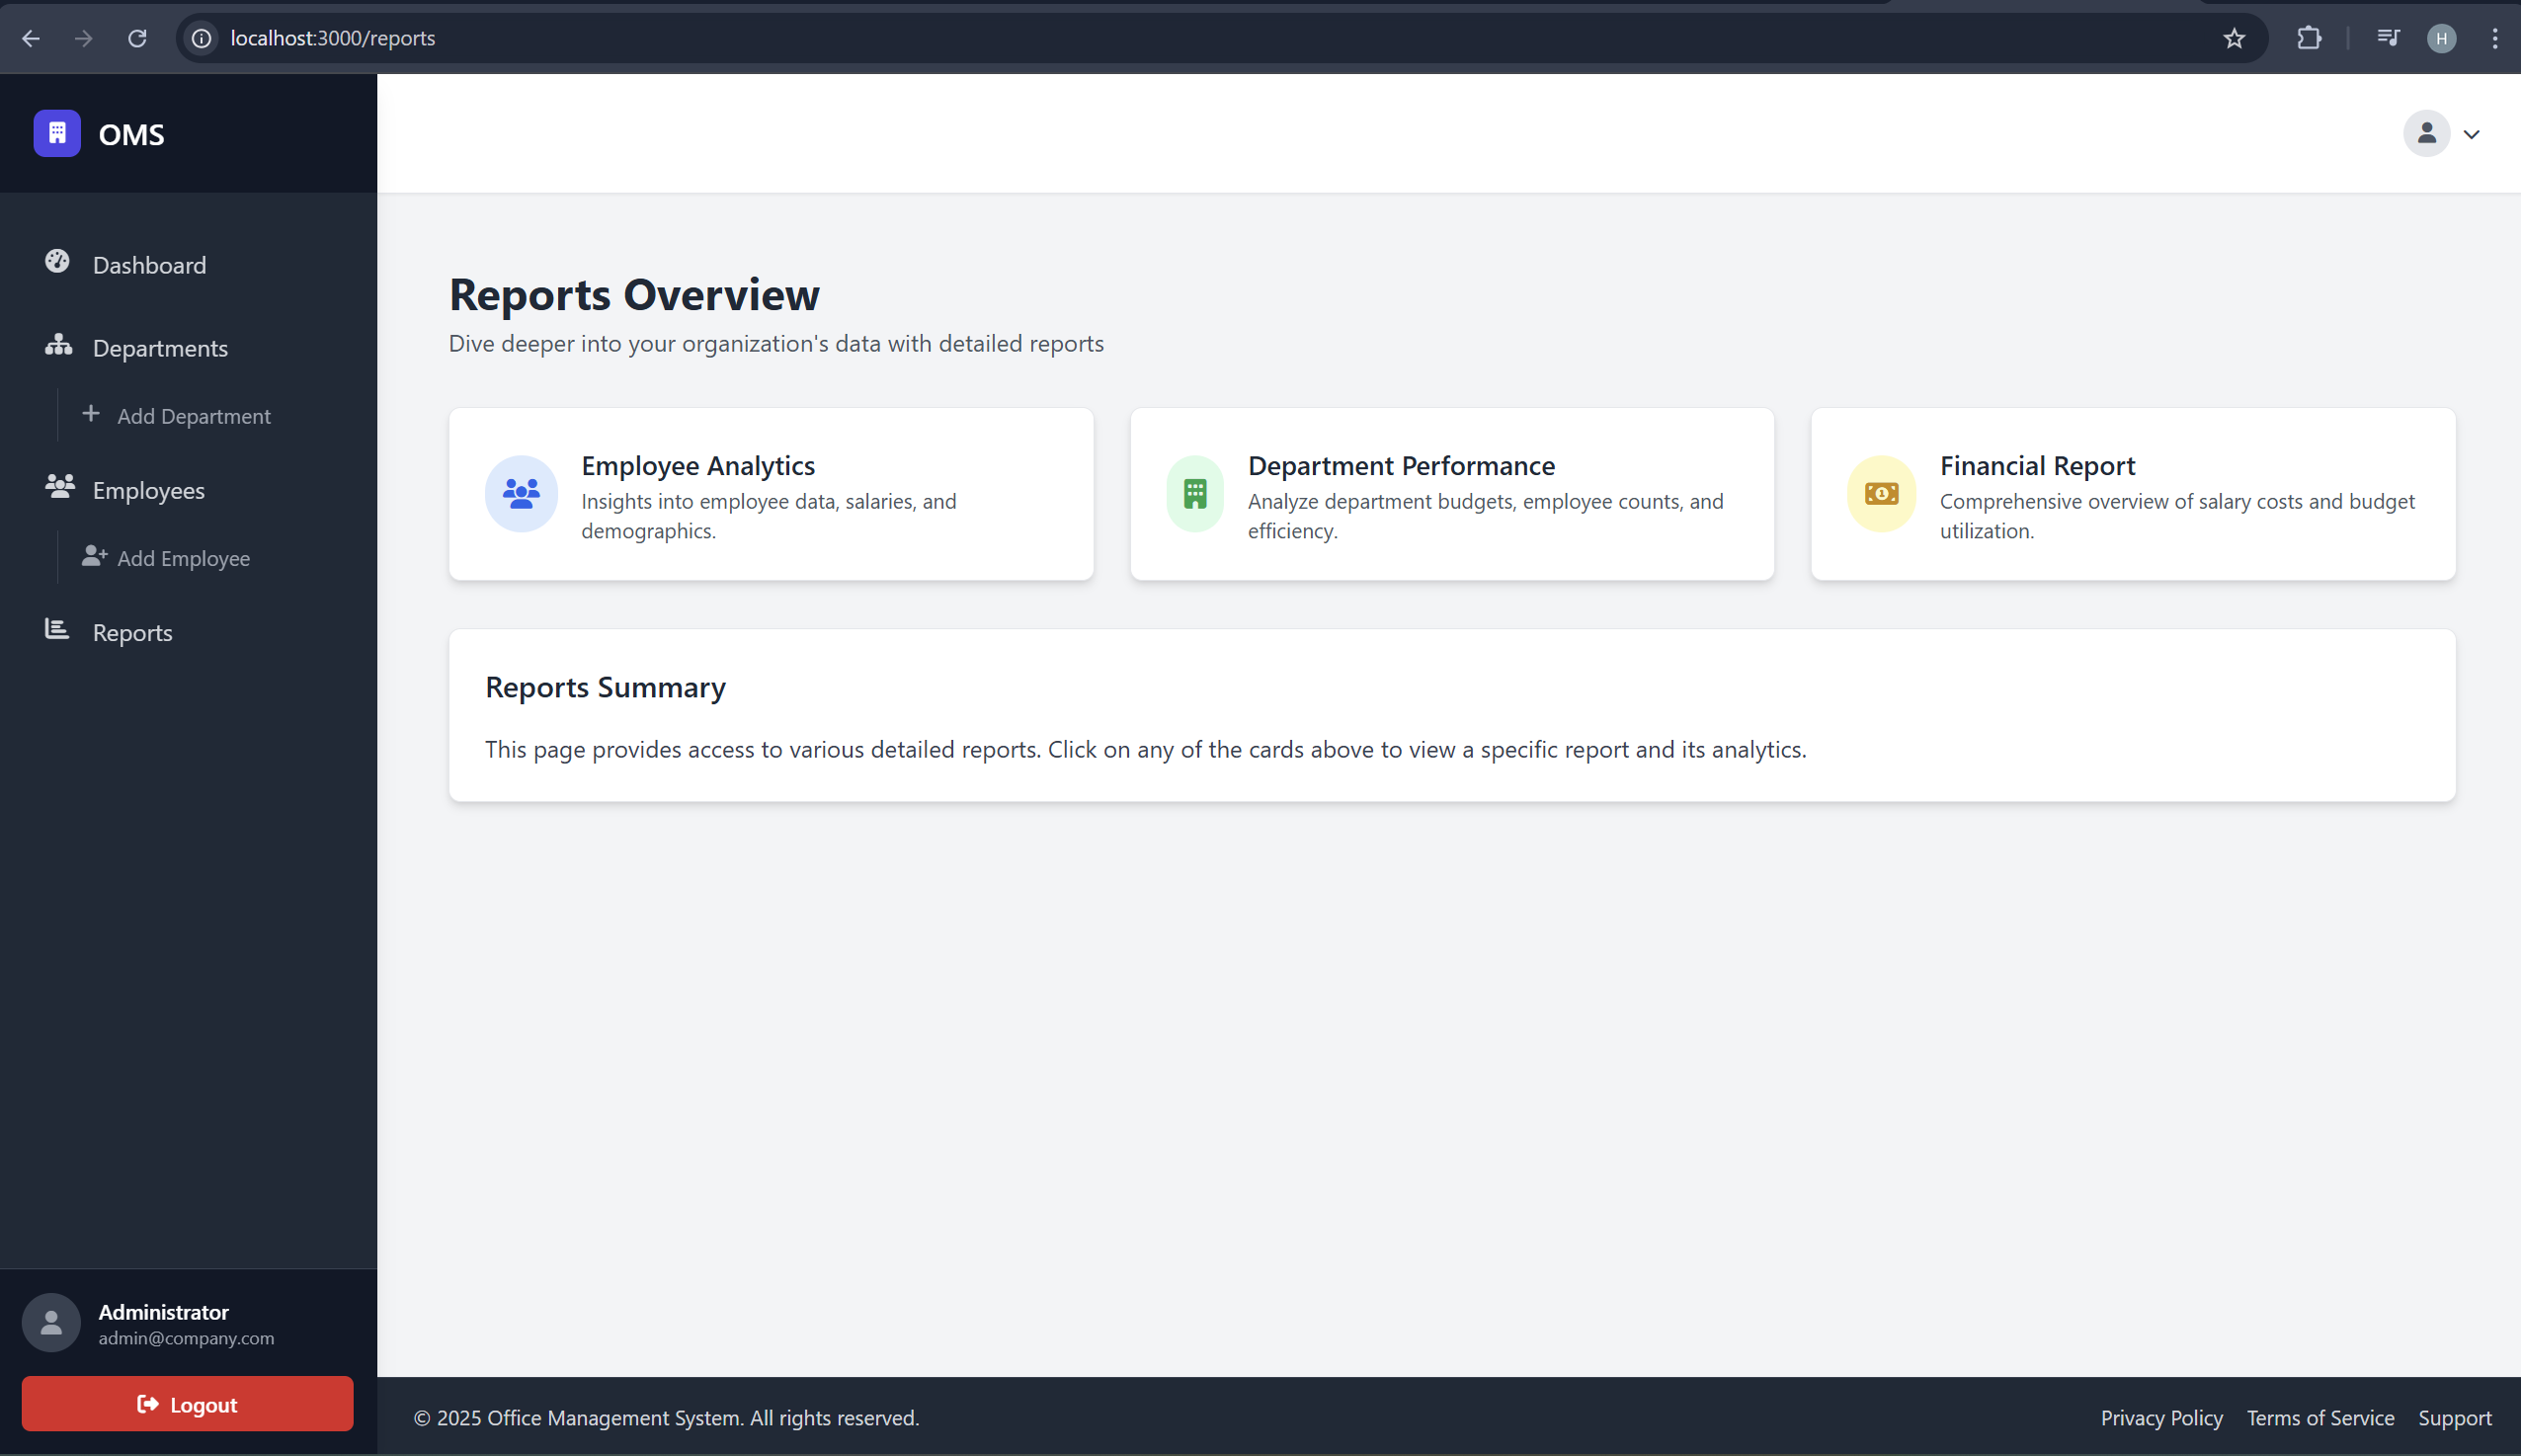 localhost:3000/reports
H
OMS
Dashboard
Departments
Add Department
Employees
Add Employee
Reports
Administrator
admin@company.com
Logout
Reports Overview
Dive deeper into your organization's data with detailed reports
Employee Analytics
Insights into employee data, salaries, and
demographics.
Department Performance
Analyze department budgets, employee counts, and
efficiency.
Financial Report
Comprehensive overview of salary costs and budget
utilization.
Reports Summary
This page provides access to various detailed reports. Click on any of the cards above to view a specific report and its analytics.
© 2025 Office Management System. All rights reserved.
Privacy Policy
Terms of Service
Support